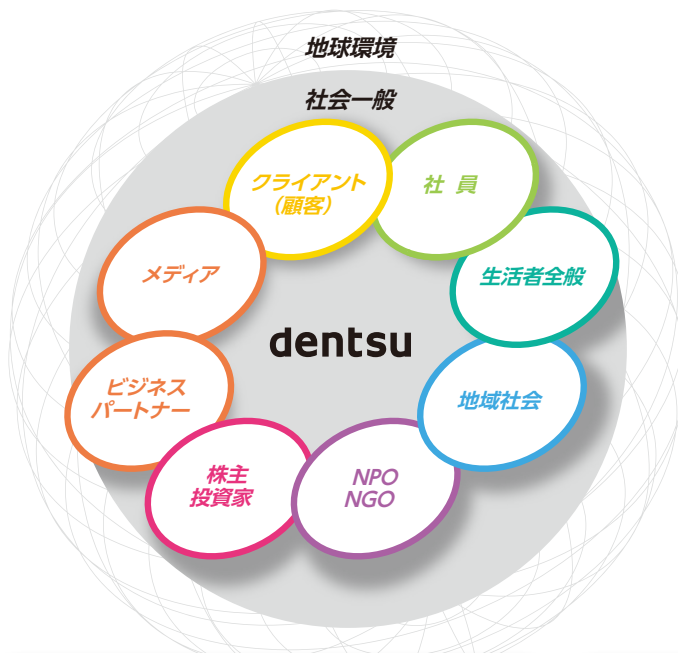 地球環境
社会一般
クライアント
（顧客）
社 員
メディア
生活者全般
dentsu
ビジネス
パートナー
地域社会
株主
投資家
NPO
NGO